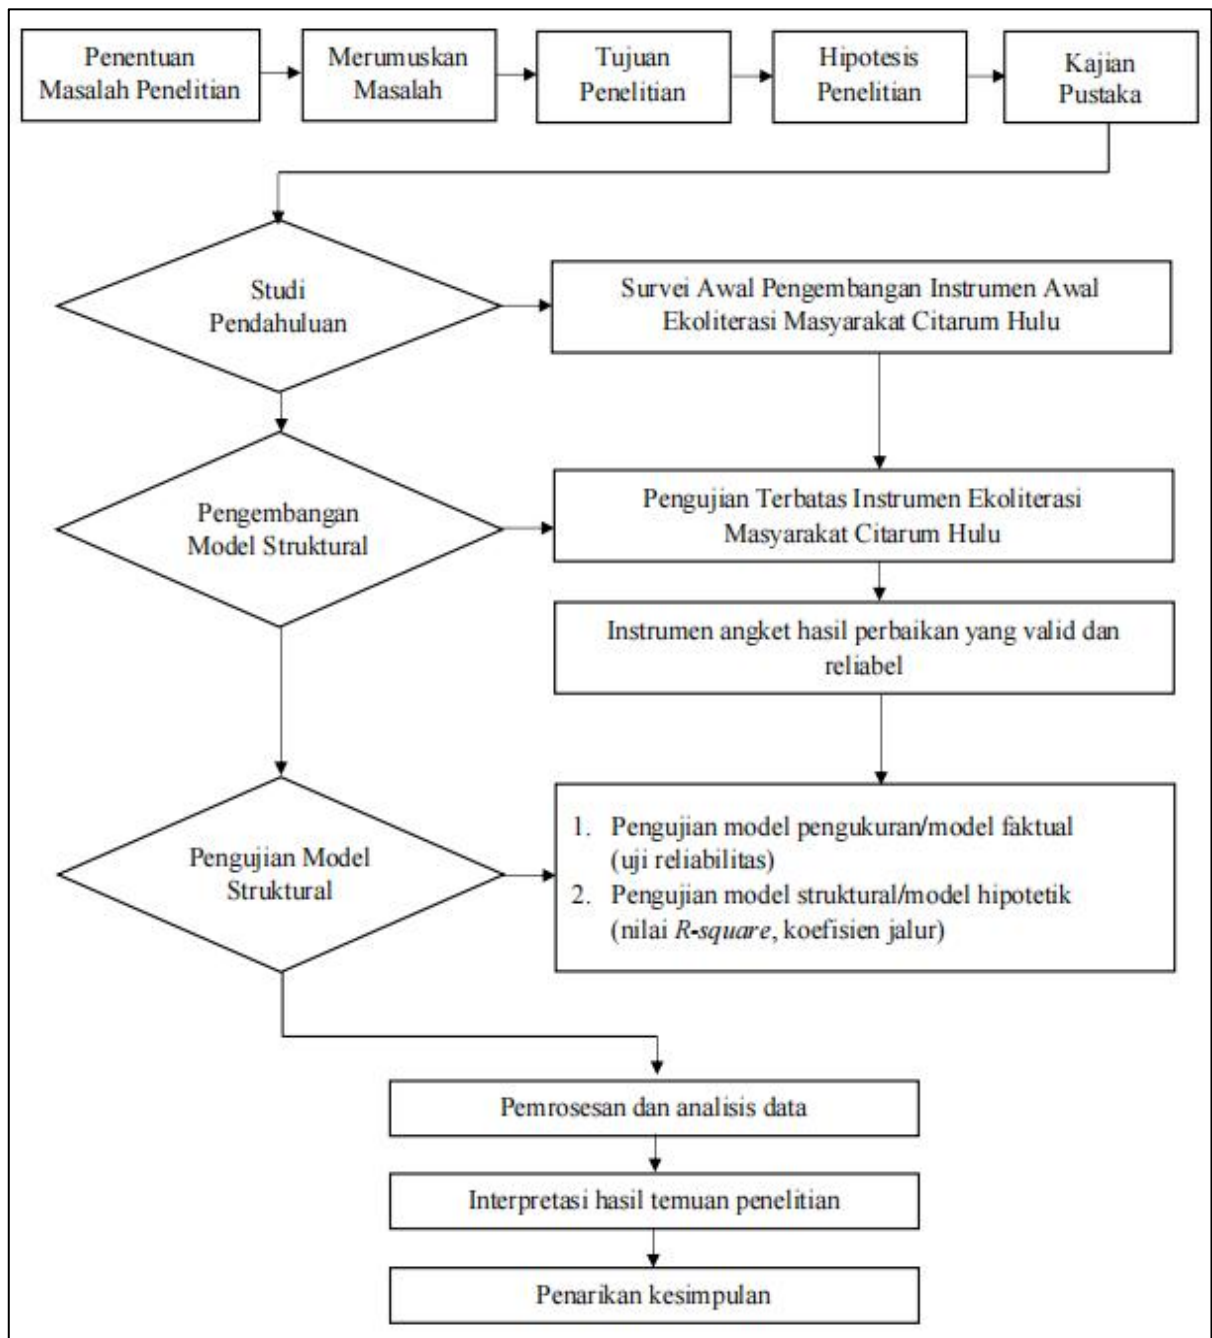 Penentuan
Masalah Penelitian
Merumuskan
Masalah
Tujuan
Penelitian
Hipotesis
Penelitian
Kajian
Pustaka
Studi
Pendahuluan
Survei Awal Pengembangan Instrumen Awal
Ekoliterasi Masyarakat Citarum Hulu
Pengembangan
Model Struktural
Pengujian Terbatas Instrumen Ekoliterasi
Masyarakat Citarum Hulu
Instrumen angket hasil perbaikan yang valid dan
reliabel
Pengujian Model
Struktural
1. Pengujian model pengukuran/model faktual
(uji reliabilitas)
2. Pengujian model struktural/model hipotetik
(nilai R-square, koefisien jalur)
Pemrosesan dan analisis data
Interpretasi hasil temuan penelitian
Penarikan kesimpulan